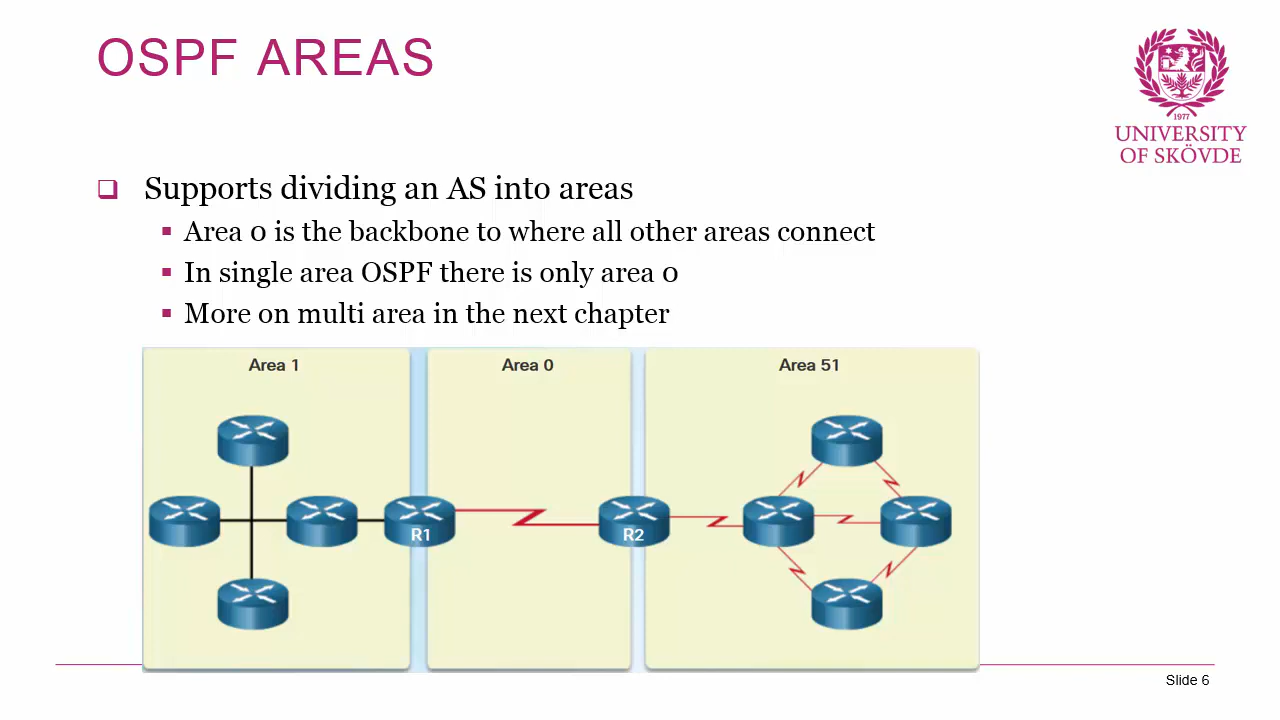 OSPF AREAS
1977
UNIVERSITY
OF SKÖVDE
Supports dividing an AS into areas
Area 0 is the backbone to where all other areas connect
In single area OSPF there is only area 0
More on multi area in the next chapter
Area 1
Area 0
Area 51
R1
R2
Slide 6